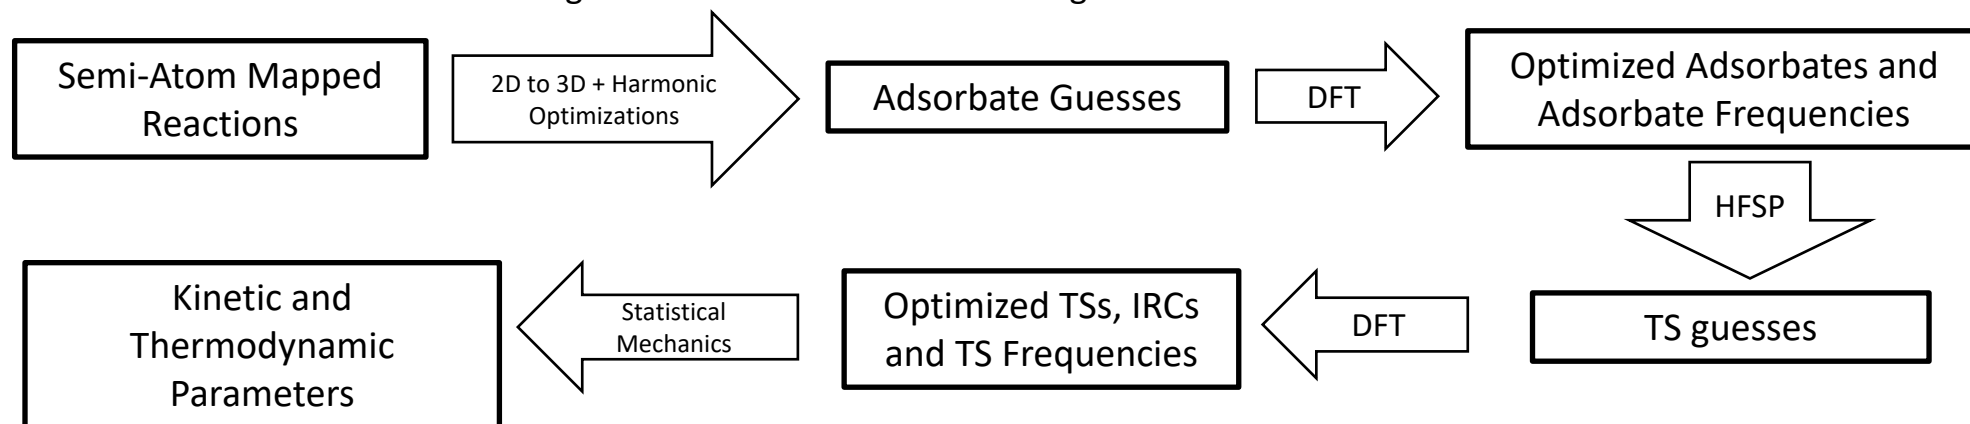 Semi-Atom Mapped
Reactions
2D to 3D + Harmonic
Optimizations
Adsorbate Guesses
DFT
Optimized Adsorbates and
Adsorbate Frequencies
HFSP
TS guesses
DFT
Optimized TSs, IRCs
and TS Frequencies
Statistical
Mechanics
Kinetic and
Thermodynamic
Parameters